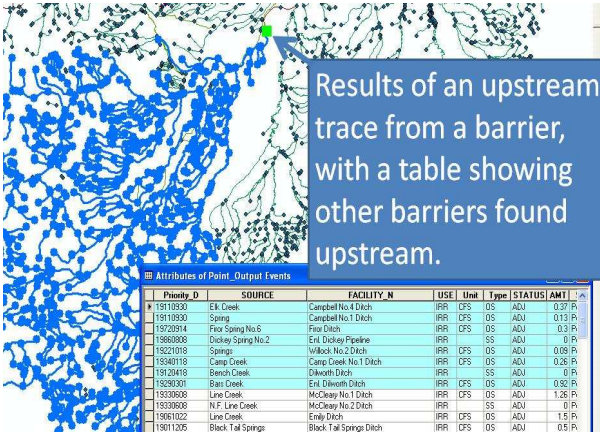 Results of an upstream
trace from a barrier,
with a table showing
other barriers found
upstream.
Attributes of Point_Output Events
Priority_D SOURCE FACILITY_N USE Unit Type STATUS AMT
19110930 Elk Creek Campbell No.4 Ditch IRR CFS OS ADJ 0.37
19110930 Spring Campbell No.1 Ditch IRR CFS OS ADJ 0.13
19720914 Firor Spring No.6 Firor Ditch IRR CFS OS ADJ 0.3
19860808 Dickey Spring No.2 Enl. Dickey Pipeline IRR SS ADJ 0
19221018 Springs Willock No.2 Ditch IRR CFS OS ADJ 0.09
19340118 Camp Creek Camp Creek No.1 Ditch IRR CFS OS ADJ 0.26
19120418 Bench Creek Dilworth Ditch IRR SS ADJ 0
19290301 Bars Creek Enl. Dilworth Ditch IRR CFS OS ADJ 0.92
19330608 Line Creek McCleary No.1 Ditch IRR CFS OS ADJ 1.26
19330608 N.F. Line Creek McCleary No.2 Ditch IRR SS ADJ 0
19061022 Line Creek Emily Ditch IRR CFS OS ADJ 1.5
19011205 Black Tail Springs Black Tail Springs Ditch IRR CFS OS ADJ 0.5